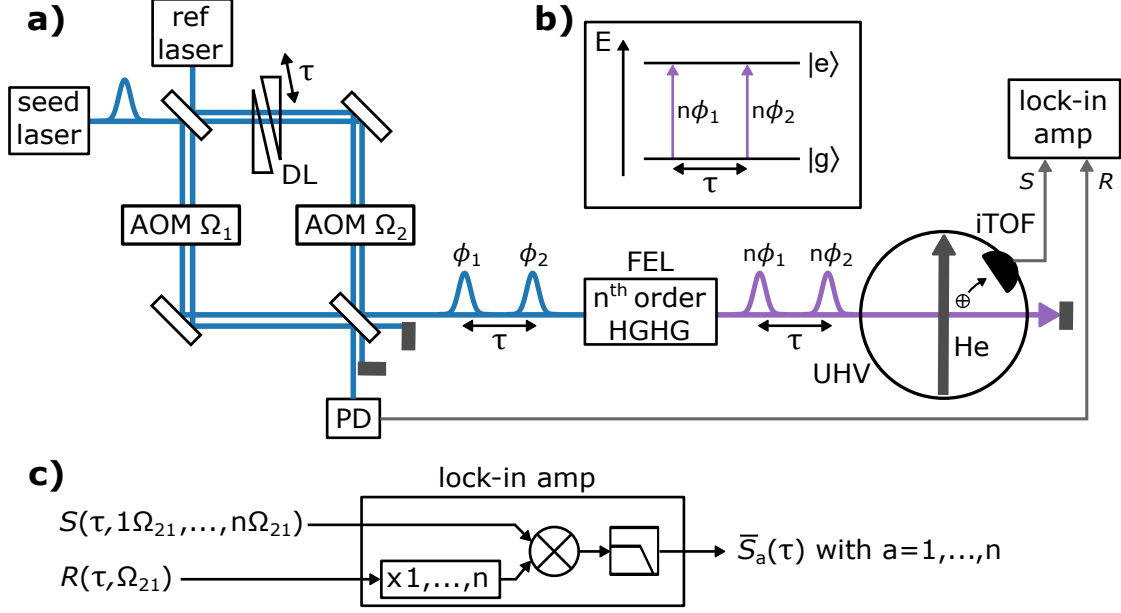 a)
ref
laser
seed
laser
τ
DL
AOM Ω₁
AOM Ω₂
PD
ϕ₁
ϕ₂
τ
FEL
nᵗʰ order
HGHG
nϕ₁
nϕ₂
τ
UHV
He
⊕
iTOF
S
R
lock-in
amp
b)
E
|e⟩
nϕ₁
nϕ₂
|g⟩
τ
c)
lock-in amp
S(τ,1Ω₂₁,...,nΩ₂₁)
R(τ,Ω₂₁)
x1,...,n
S̅ₐ(τ) with a=1,...,n